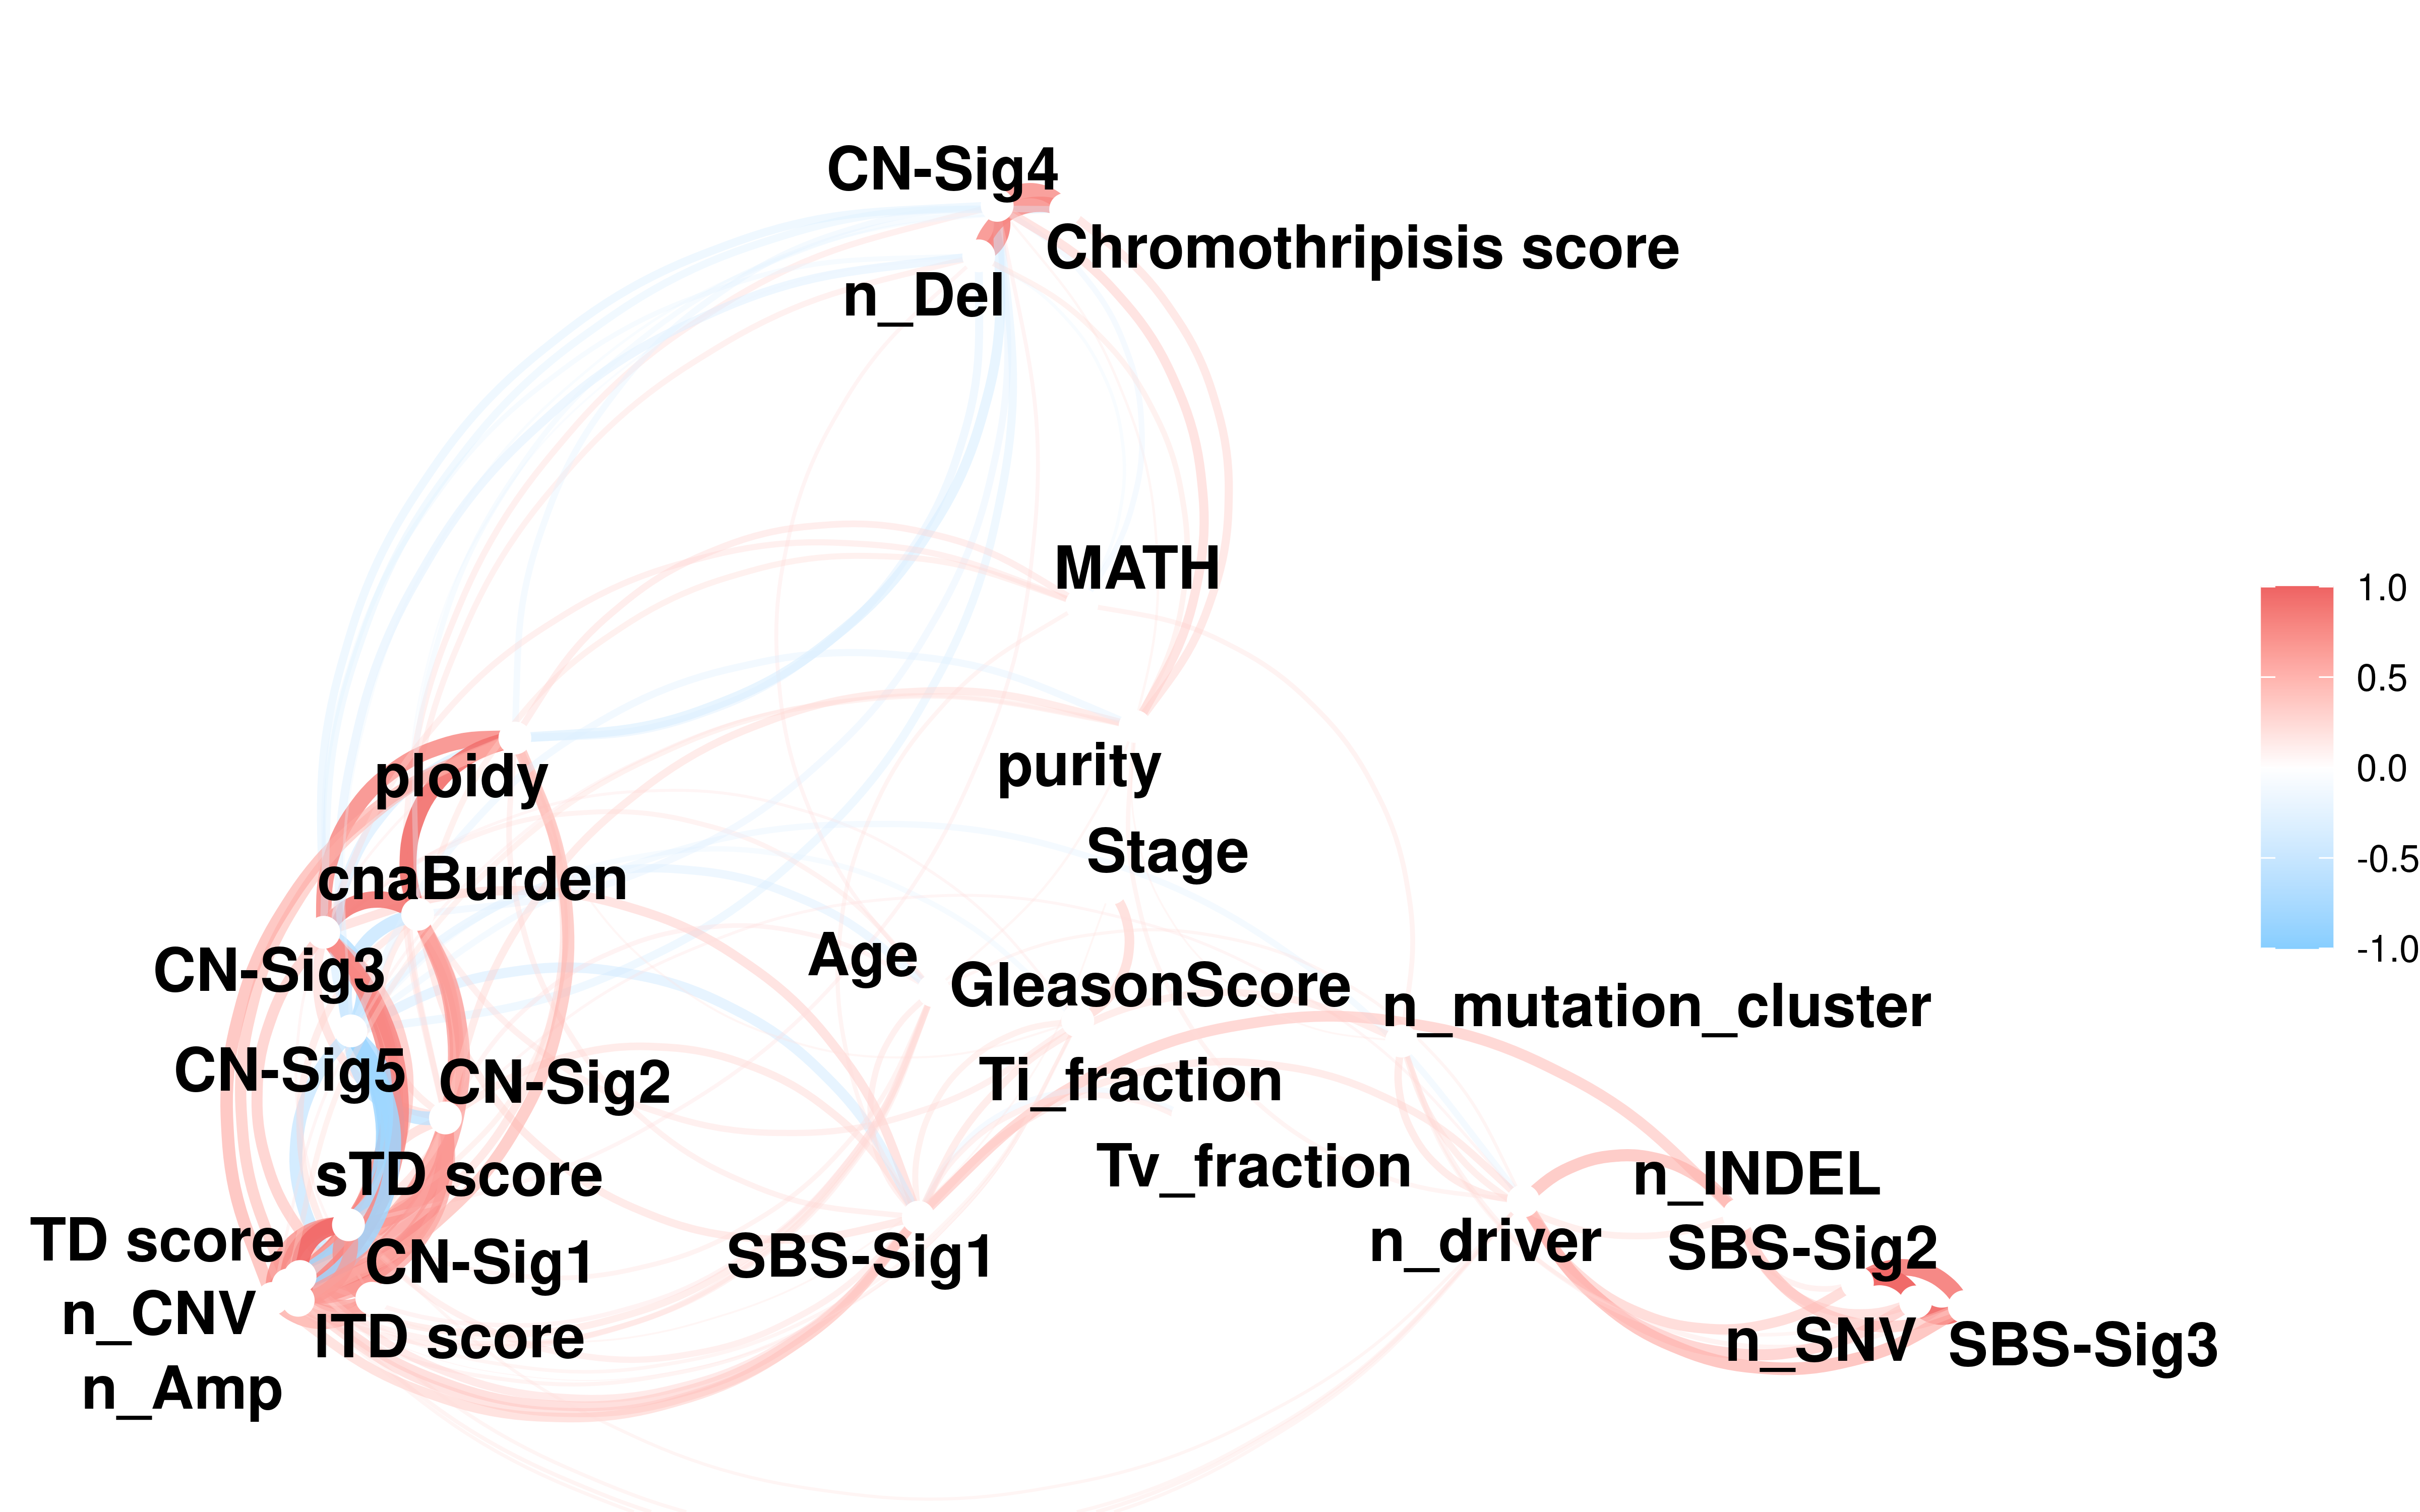 CN-Sig4
Chromothripisis score
n_Del
MATH
1.0
0.5
0.0
-0.5
-1.0
ploidy
purity
Stage
cnaBurden
Age
CN-Sig3
GleasonScore
n_mutation_cluster
CN-Sig5
CN-Sig2
Ti_fraction
sTD score
Tv_fraction
n_INDEL
TD score
CN-Sig1
SBS-Sig1
n_driver
SBS-Sig2
n_CNV
lTD score
n_SNV
SBS-Sig3
n_Amp